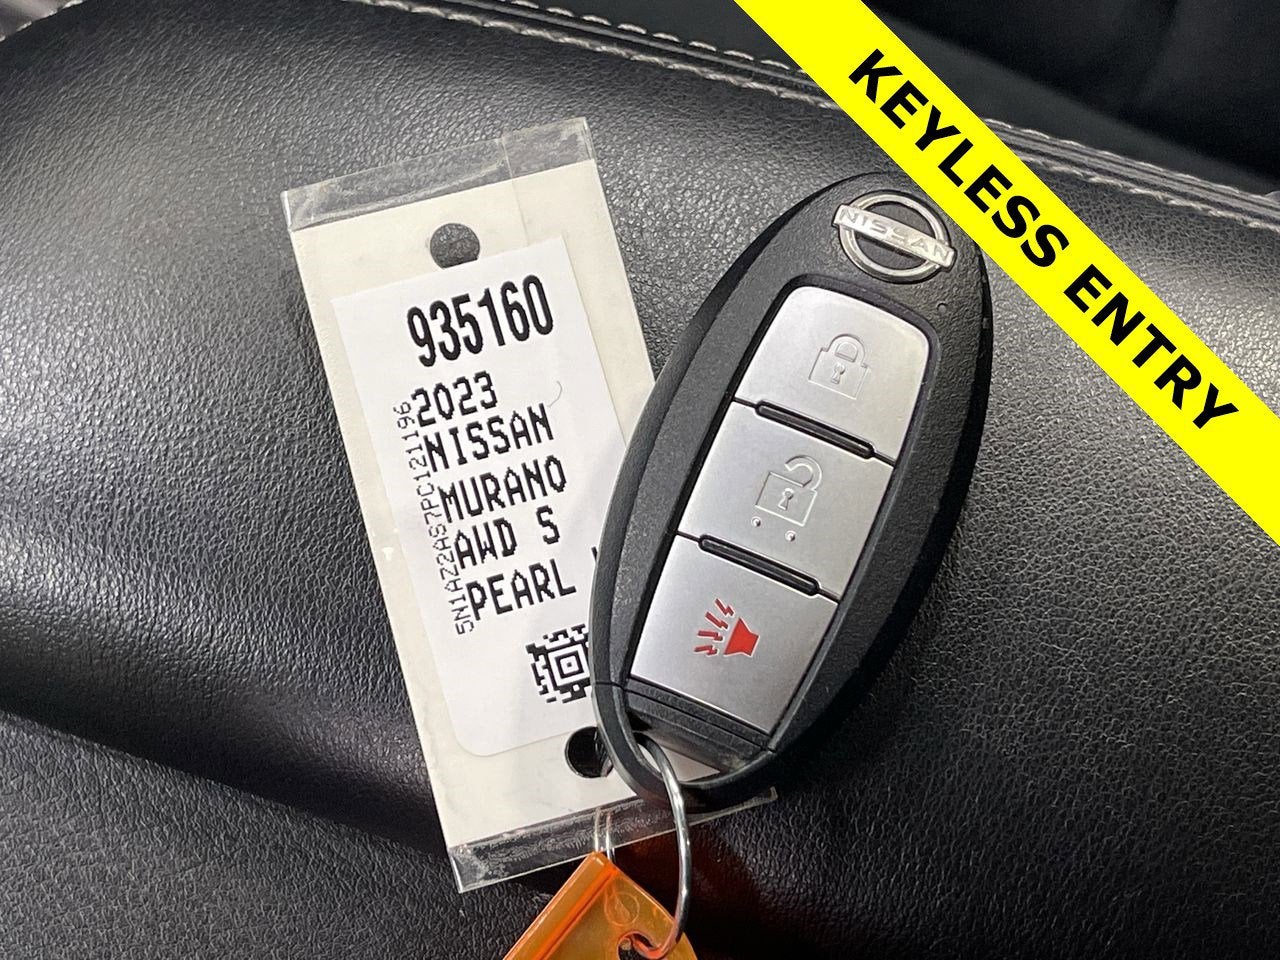 KEYLESS ENTRY
NISSAN
935160
2023
NISSAN
MURANO
AWD S
PEARL
5N1AZ2AS7PC121196